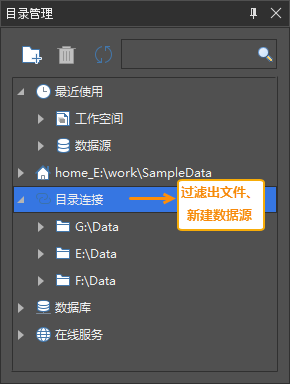 目录管理
最近使用
工作空间
数据源
home_E:\work\SampleData
目录连接
过滤出文件、
新建数据源
G:\Data
E:\Data
F:\Data
数据库
在线服务